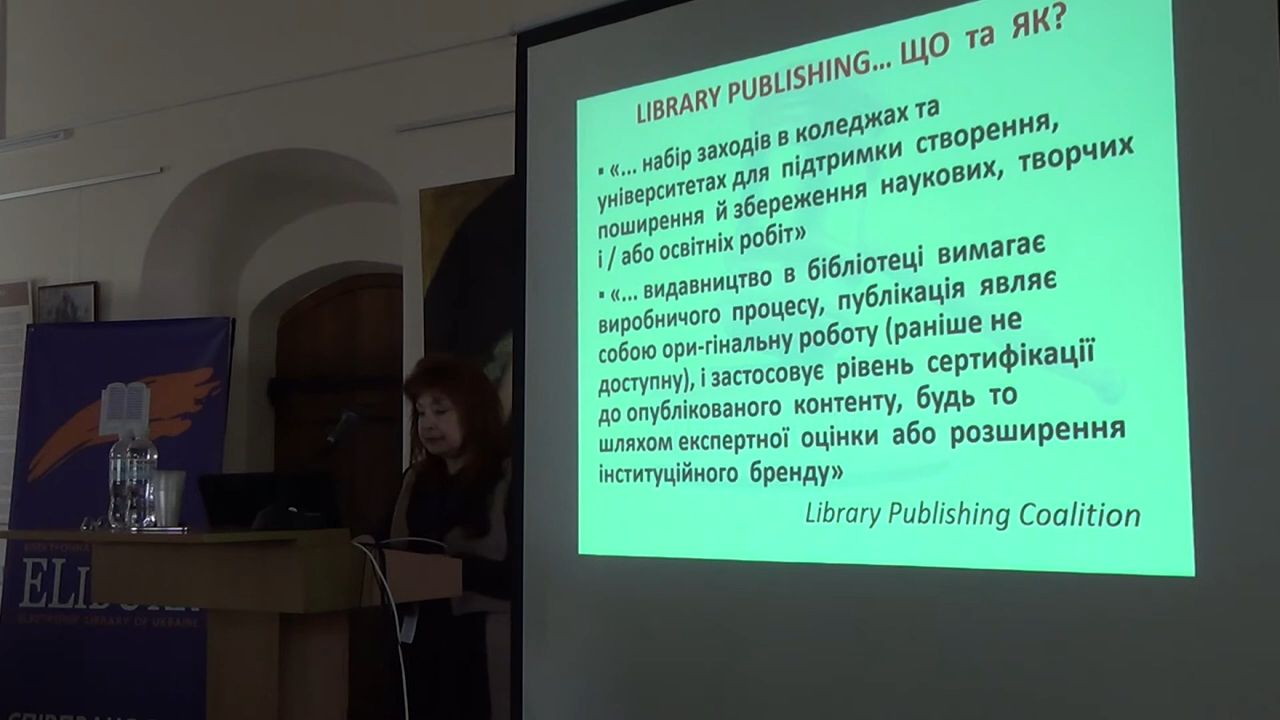 LIBRARY PUBLISHING... ЩО та ЯК?
▪ «... набір заходів в коледжах та
університетах для підтримки створення,
поширення й збереження наукових, творчих
і / або освітніх робіт»
▪ «... видавництво в бібліотеці вимагає
виробничого процесу, публікація являє
собою ори-гінальну роботу (раніше не
доступну), і застосовує рівень сертифікації
до опублікованого контенту, будь то
шляхом експертної оцінки або розширення
інституційного бренду»
Library Publishing Coalition
ELECTRONIC LIBRARY OF UKRAINE